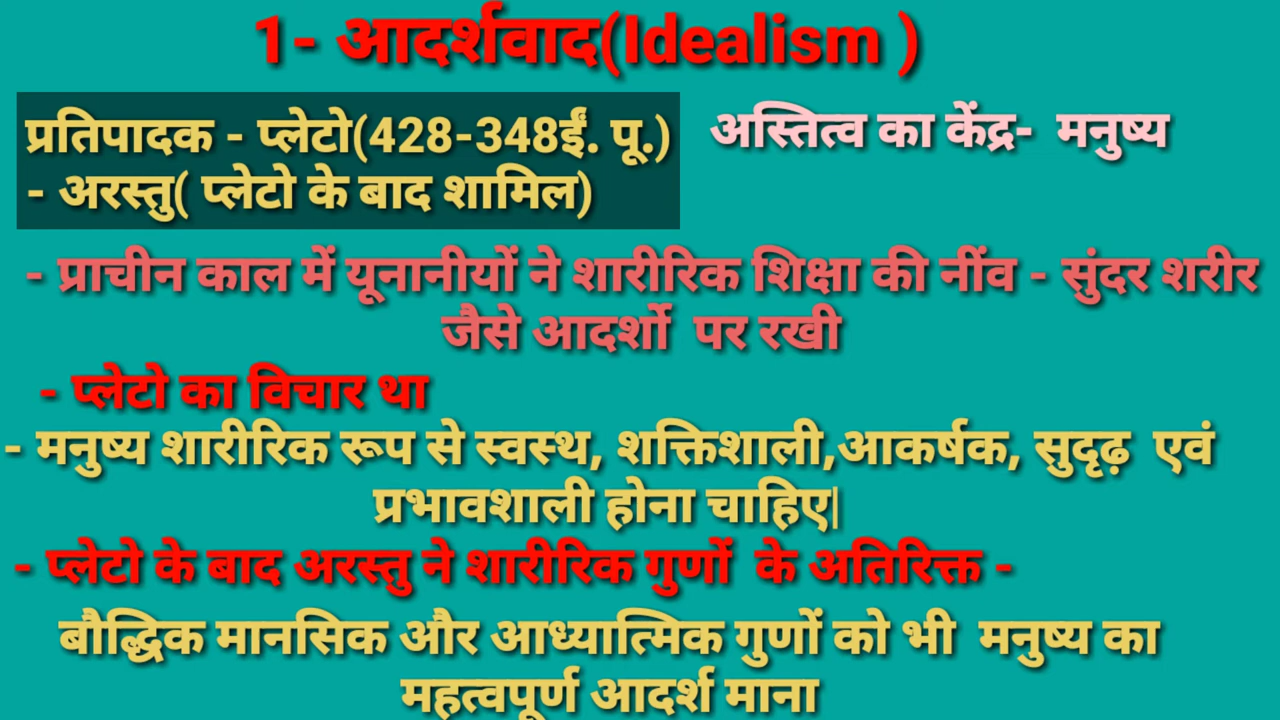 1- आदर्शवाद(Idealism )
प्रतिपादक - प्लेटो(428-348ईं. पू.)
- अरस्तु( प्लेटो के बाद शामिल)
अस्तित्व का केंद्र-  मनुष्य
- प्राचीन काल में यूनानीयों ने शारीरिक शिक्षा की नींव - सुंदर शरीर
जैसे आदर्शो  पर रखी
- प्लेटो का विचार था
- मनुष्य शारीरिक रूप से स्वस्थ, शक्तिशाली,आकर्षक, सुदृढ़  एवं
प्रभावशाली होना चाहिए|
- प्लेटो के बाद अरस्तु ने शारीरिक गुणों  के अतिरिक्त -
बौद्धिक मानसिक और आध्यात्मिक गुणों को भी  मनुष्य का
महत्वपूर्ण आदर्श माना